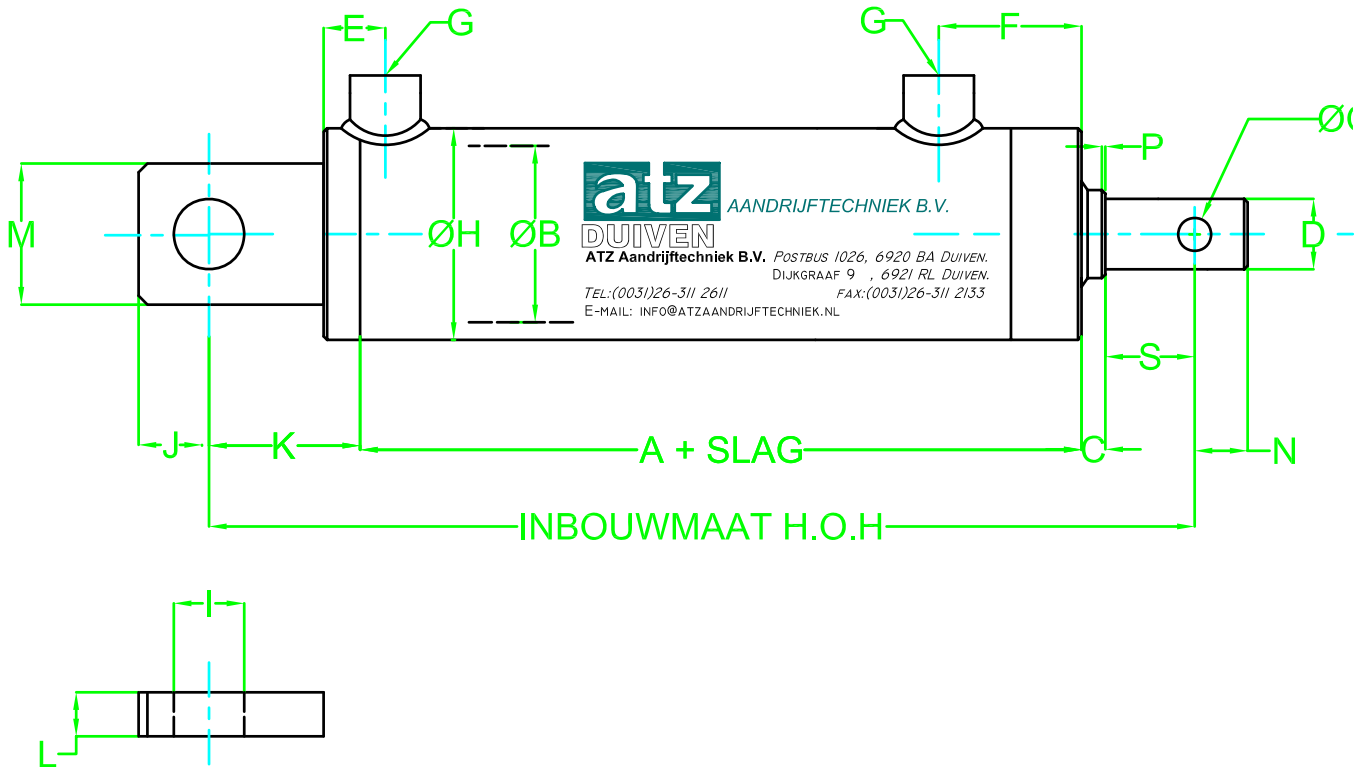 E
G
G
F
ØO
P
M
ØH
ØB
D
atz
AANDRIJFTECHNIEK B.V.
DUIVEN
ATZ Aandrijftechniek B.V. POSTBUS 1026, 6920 BA DUIVEN.
DIJKGRAAF 9 , 6921 RL DUIVEN.
TEL:(0031)26-311 2611 FAX:(0031)26-311 2133
E-MAIL: INFO@ATZAANDRIJFTECHNIEK.NL
S
J
K
A + SLAG
C
N
INBOUWMAAT H.O.H
I
L